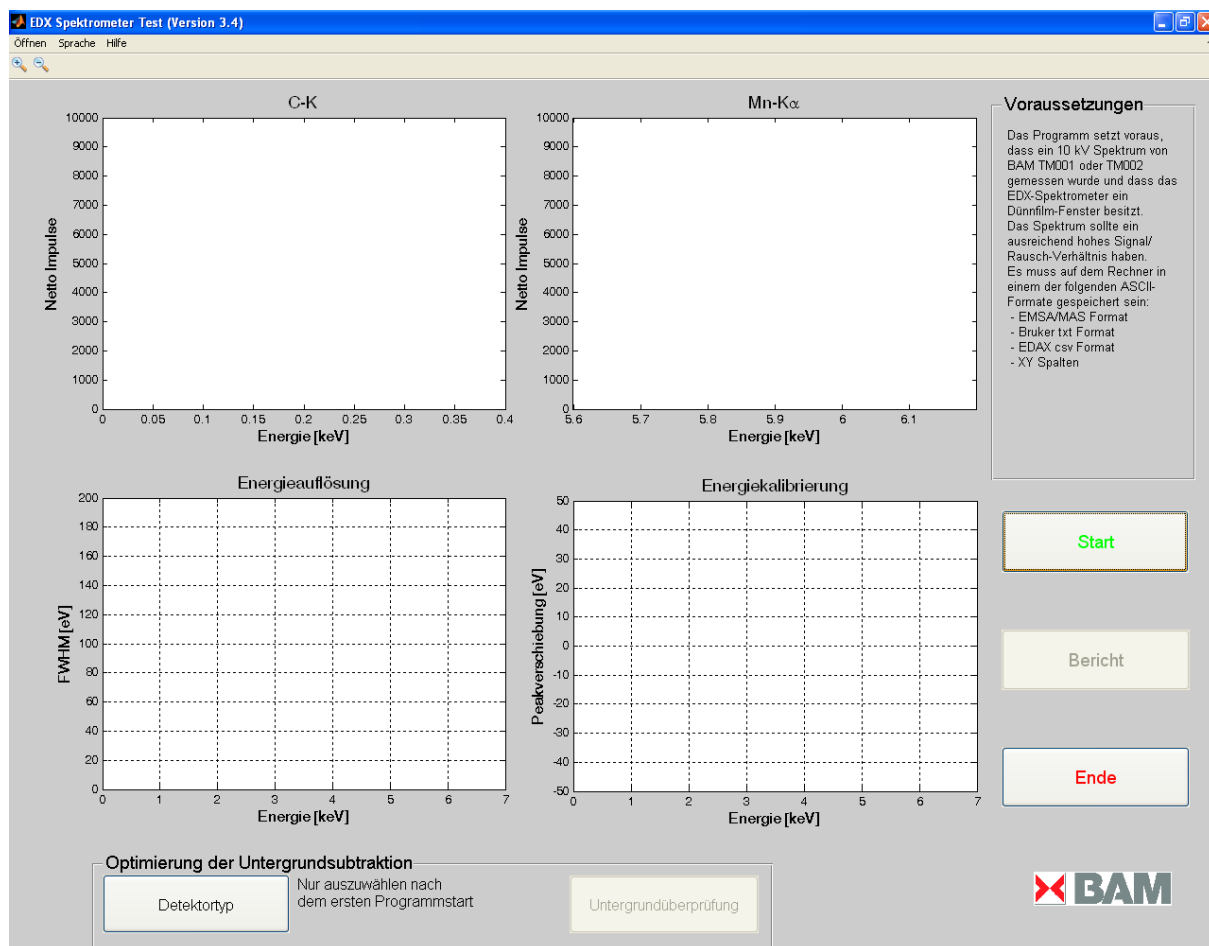 EDX Spektrometer Test (Version 3.4)
Öffnen Sprache Hilfe
C-K
10000
9000
8000
7000
6000
5000
4000
3000
2000
1000
0
Netto Impulse
0 0.05 0.1 0.15 0.2 0.25 0.3 0.35 0.4
Energie [keV]
Mn-Kα
10000
9000
8000
7000
6000
5000
4000
3000
2000
1000
0
Netto Impulse
5.6 5.7 5.8 5.9 6 6.1
Energie [keV]
Voraussetzungen
Das Programm setzt voraus,
dass ein 10 kV Spektrum von
BAM TM001 oder TM002
gemessen wurde und dass das
EDX-Spektrometer ein
Dünnfilm-Fenster besitzt.
Das Spektrum sollte ein
ausreichend hohes Signal/
Rausch-Verhältnis haben.
Es muss auf dem Rechner in
einem der folgenden ASCII-
Formate gespeichert sein:
- EMSA/MAS Format
- Bruker txt Format
- EDAX csv Format
- XY Spalten
Energieauflösung
200
180
160
140
120
100
80
60
40
20
0
FWHM [eV]
0 1 2 3 4 5 6 7
Energie [keV]
Energiekalibrierung
50
40
30
20
10
0
-10
-20
-30
-40
-50
Peakverschiebung [eV]
0 1 2 3 4 5 6 7
Energie [keV]
Start
Bericht
Ende
Optimierung der Untergrundsubtraktion
Detektortyp
Nur auszuwählen nach
dem ersten Programmstart
Untergrundüberprüfung
BAM